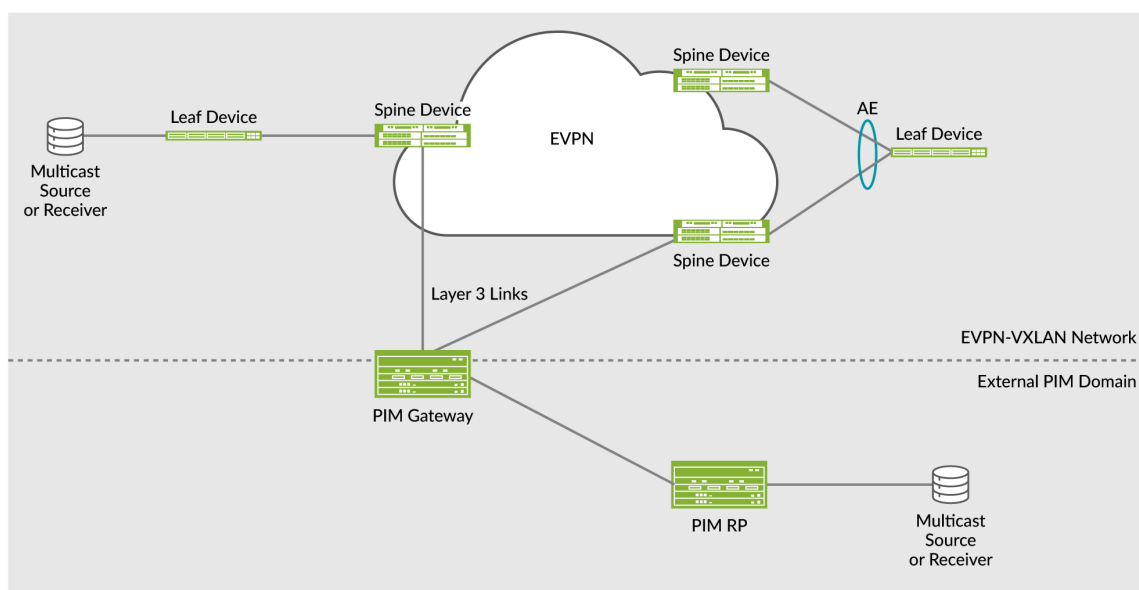 Spine Device
Leaf Device
Spine Device
AE
EVPN
Leaf Device
Multicast
Source
or Receiver
Spine Device
Layer 3 Links
EVPN-VXLAN Network
External PIM Domain
PIM Gateway
PIM RP
Multicast
Source
or Receiver